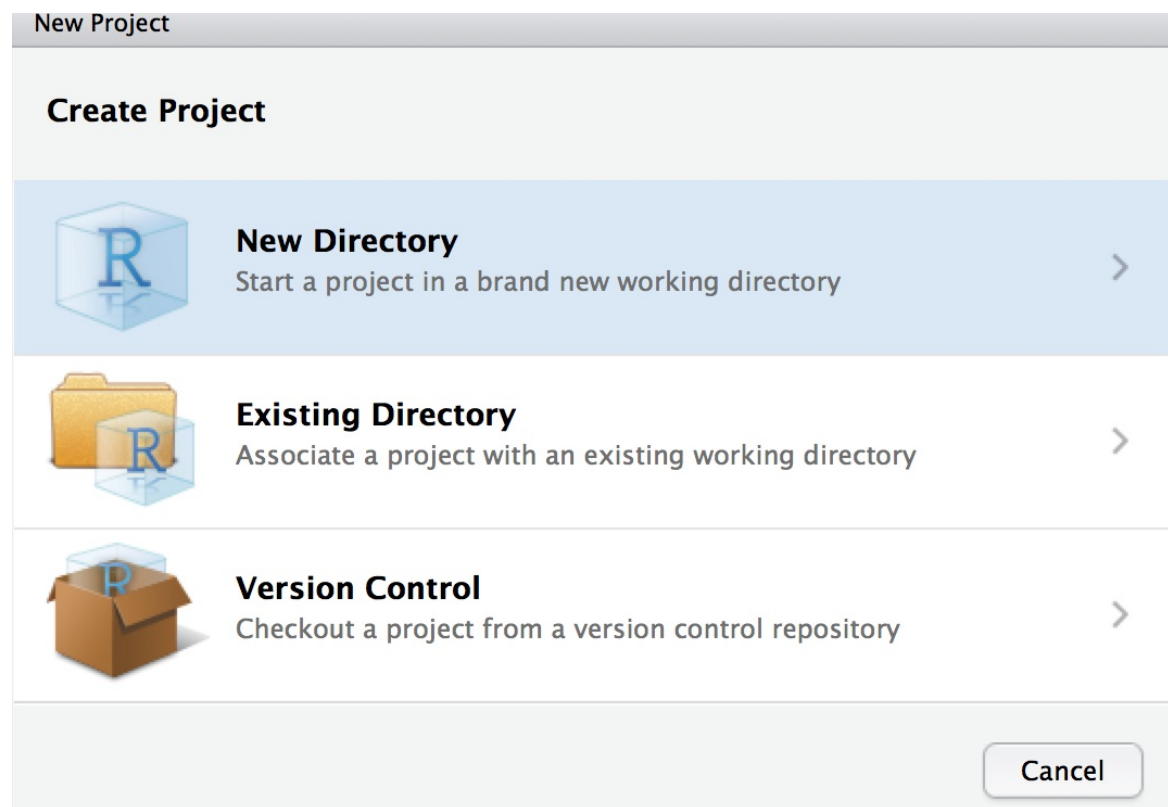 New Project
Create Project
R
New Directory
Start a project in a brand new working directory
R
Existing Directory
Associate a project with an existing working directory
R
Version Control
Checkout a project from a version control repository
Cancel